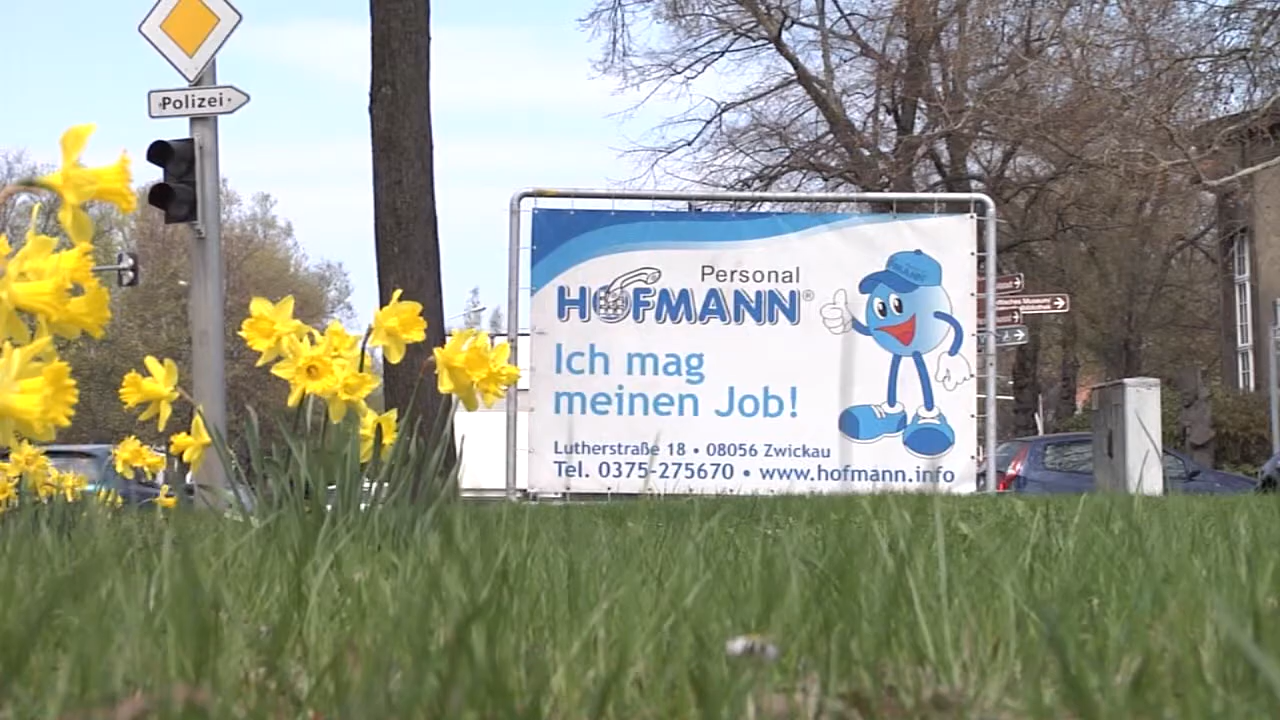 Polizei
Personal
HOFMANN®
Ich mag
meinen Job!
Lutherstraße 18 • 08056 Zwickau
Tel. 0375-275670 • www.hofmann.info